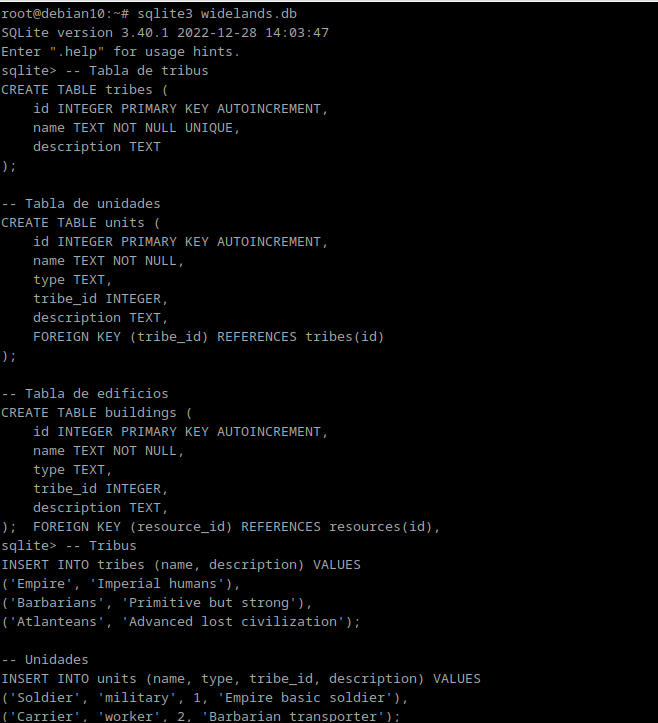 root@debian10:~# sqlite3 widelands.db
SQLite version 3.40.1 2022-12-28 14:03:47
Enter ".help" for usage hints.
sqlite> -- Tabla de tribus
CREATE TABLE tribes (
    id INTEGER PRIMARY KEY AUTOINCREMENT,
    name TEXT NOT NULL UNIQUE,
    description TEXT
);

-- Tabla de unidades
CREATE TABLE units (
    id INTEGER PRIMARY KEY AUTOINCREMENT,
    name TEXT NOT NULL,
    type TEXT,
    tribe_id INTEGER,
    description TEXT,
    FOREIGN KEY (tribe_id) REFERENCES tribes(id)
);

-- Tabla de edificios
CREATE TABLE buildings (
    id INTEGER PRIMARY KEY AUTOINCREMENT,
    name TEXT NOT NULL,
    type TEXT,
    tribe_id INTEGER,
    description TEXT,
);  FOREIGN KEY (resource_id) REFERENCES resources(id),
sqlite> -- Tribus
INSERT INTO tribes (name, description) VALUES
('Empire', 'Imperial humans'),
('Barbarians', 'Primitive but strong'),
('Atlanteans', 'Advanced lost civilization');

-- Unidades
INSERT INTO units (name, type, tribe_id, description) VALUES
('Soldier', 'military', 1, 'Empire basic soldier'),
('Carrier', 'worker', 2, 'Barbarian transporter');